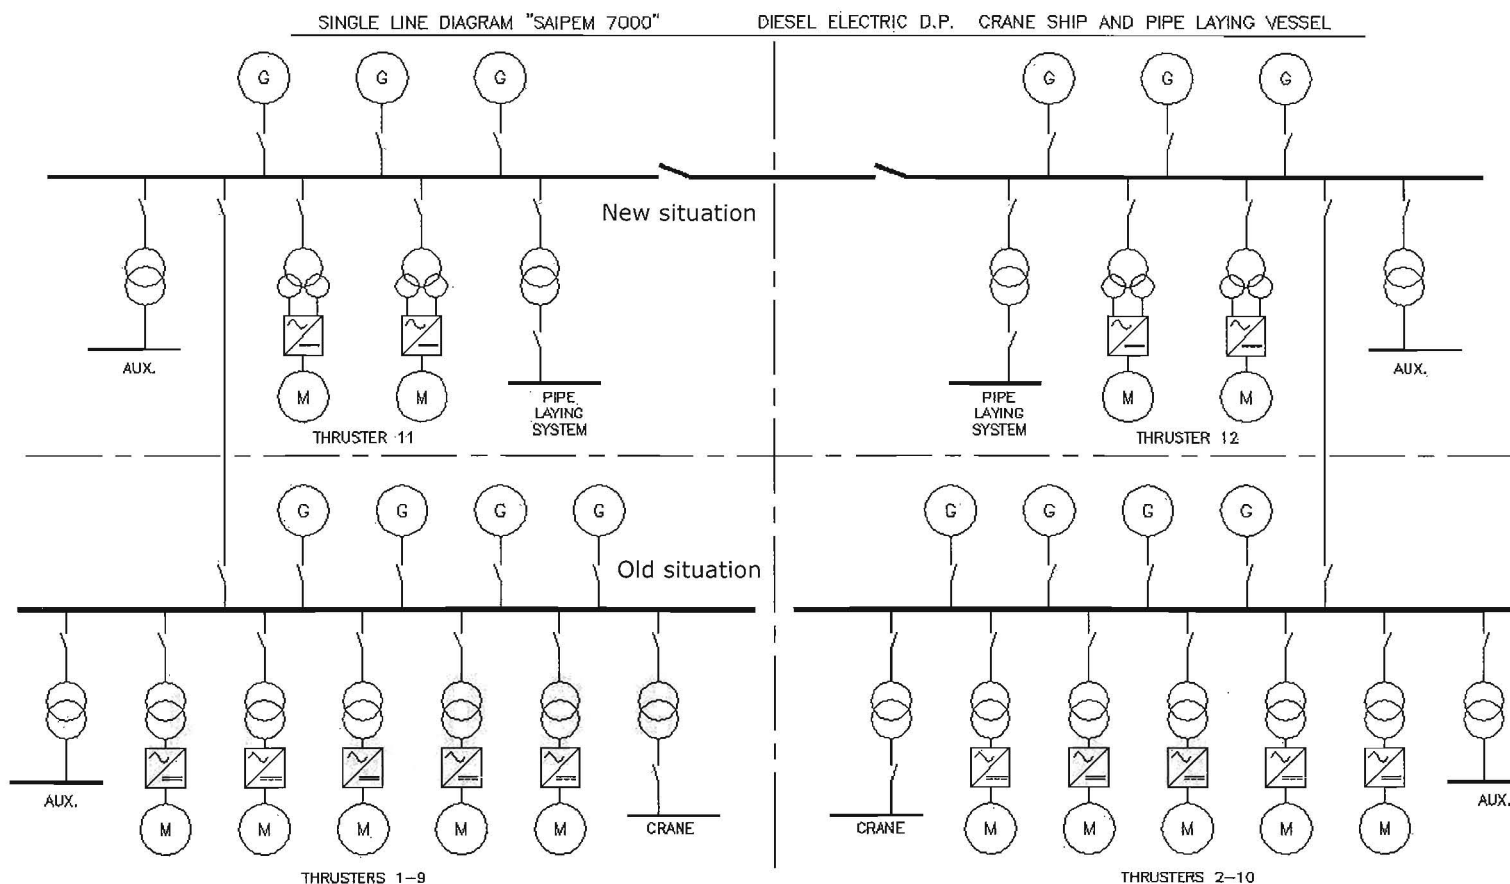 SINGLE LINE DIAGRAM "SAIPEM 7000" DIESEL ELECTRIC D.P. CRANE SHIP AND PIPE LAYING VESSEL
G G G G G G
New situation
AUX.
M M
THRUSTER 11
PIPE
LAYING
SYSTEM
PIPE
LAYING
SYSTEM
M M
THRUSTER 12
AUX.
G G G G G G G G
Old situation
AUX.
M M M M M
CRANE
THRUSTERS 1-9
CRANE
M M M M M
AUX.
THRUSTERS 2-10